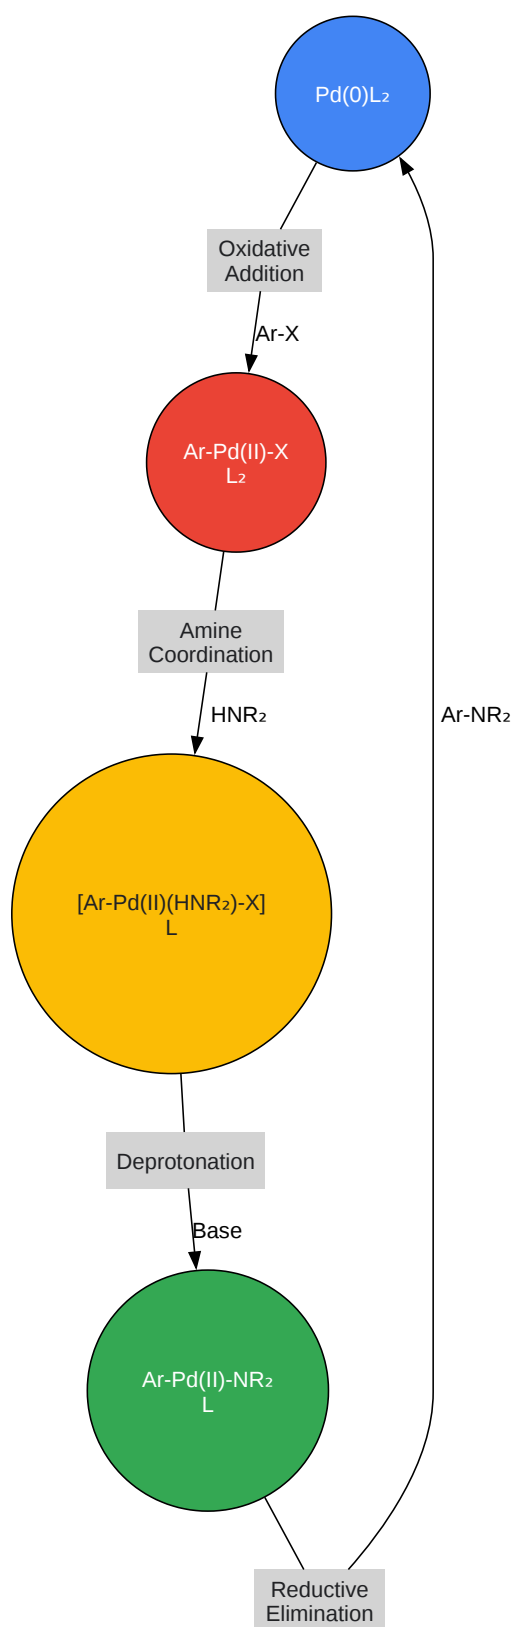 Pd(0)L₂
Oxidative
Addition
Ar-X
Ar-Pd(II)-X
L₂
Amine
Coordination
HNR₂
Ar-NR₂
[Ar-Pd(II)(HNR₂)-X]
L
Deprotonation
Base
Ar-Pd(II)-NR₂
L
Reductive
Elimination